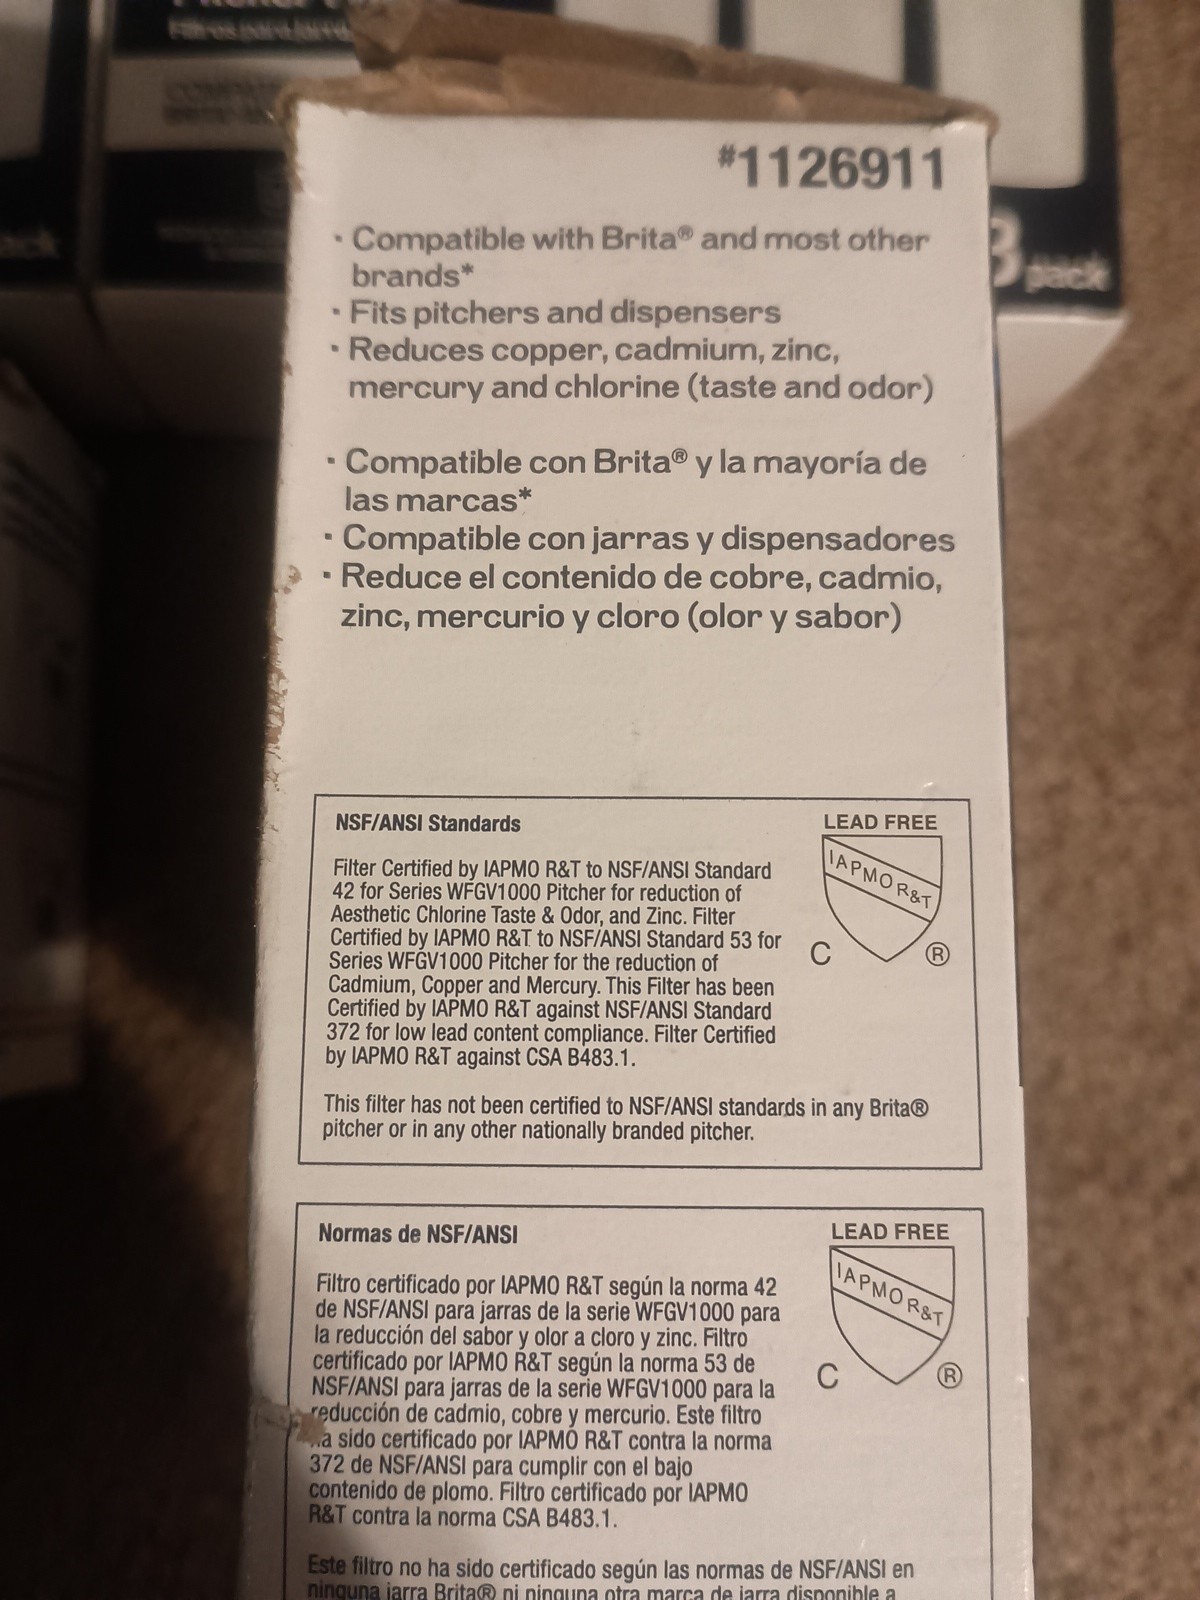 Filtros para jarra
pack
3 pack
#1126911
· Compatible with Brita® and most other
brands*
· Fits pitchers and dispensers
· Reduces copper, cadmium, zinc,
mercury and chlorine (taste and odor)
· Compatible con Brita® y la mayoría de
las marcas*
· Compatible con jarras y dispensadores
· Reduce el contenido de cobre, cadmio,
zinc, mercurio y cloro (olor y sabor)
NSF/ANSI Standards
Filter Certified by IAPMO R&T to NSF/ANSI Standard
42 for Series WFGV1000 Pitcher for reduction of
Aesthetic Chlorine Taste & Odor, and Zinc. Filter
Certified by IAPMO R&T to NSF/ANSI Standard 53 for
Series WFGV1000 Pitcher for the reduction of
Cadmium, Copper and Mercury. This Filter has been
Certified by IAPMO R&T against NSF/ANSI Standard
372 for low lead content compliance. Filter Certified
by IAPMO R&T against CSA B483.1.
LEAD FREE
IAPMO R&T
C ®
This filter has not been certified to NSF/ANSI standards in any Brita®
pitcher or in any other nationally branded pitcher.
Normas de NSF/ANSI
Filtro certificado por IAPMO R&T según la norma 42
de NSF/ANSI para jarras de la serie WFGV1000 para
la reducción del sabor y olor a cloro y zinc. Filtro
certificado por IAPMO R&T según la norma 53 de
NSF/ANSI para jarras de la serie WFGV1000 para la
reducción de cadmio, cobre y mercurio. Este filtro
ha sido certificado por IAPMO R&T contra la norma
372 de NSF/ANSI para cumplir con el bajo
contenido de plomo. Filtro certificado por IAPMO
R&T contra la norma CSA B483.1.
LEAD FREE
IAPMO R&T
C ®
Este filtro no ha sido certificado según las normas de NSF/ANSI en
ninguna jarra Brita® ni ninguna otra marca de jarra disponible a